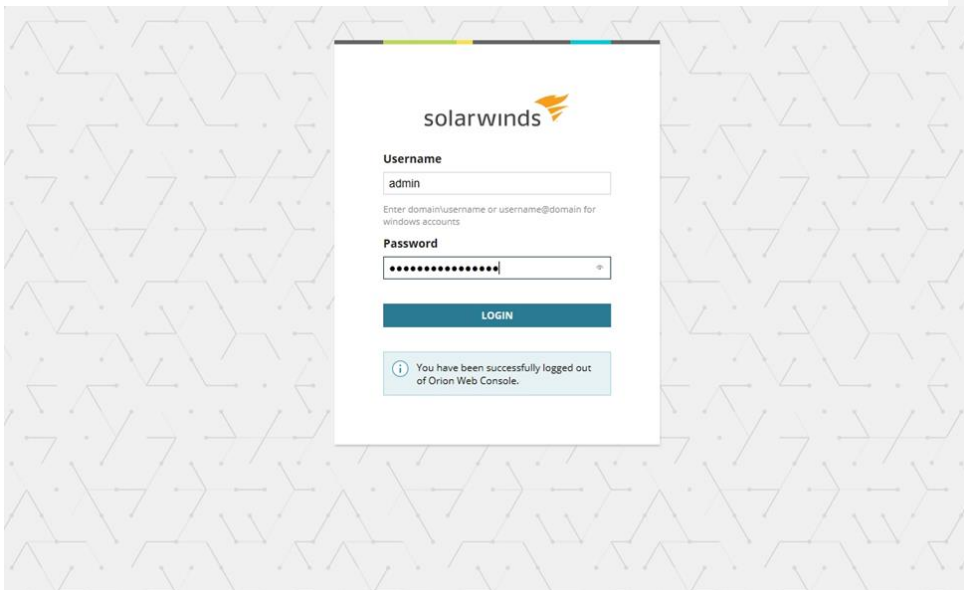 solarwinds
Username
admin
Enter domain\username or username@domain for
windows accounts
Password
●●●●●●●●●●●●●●●●
LOGIN
You have been successfully logged out
of Orion Web Console.